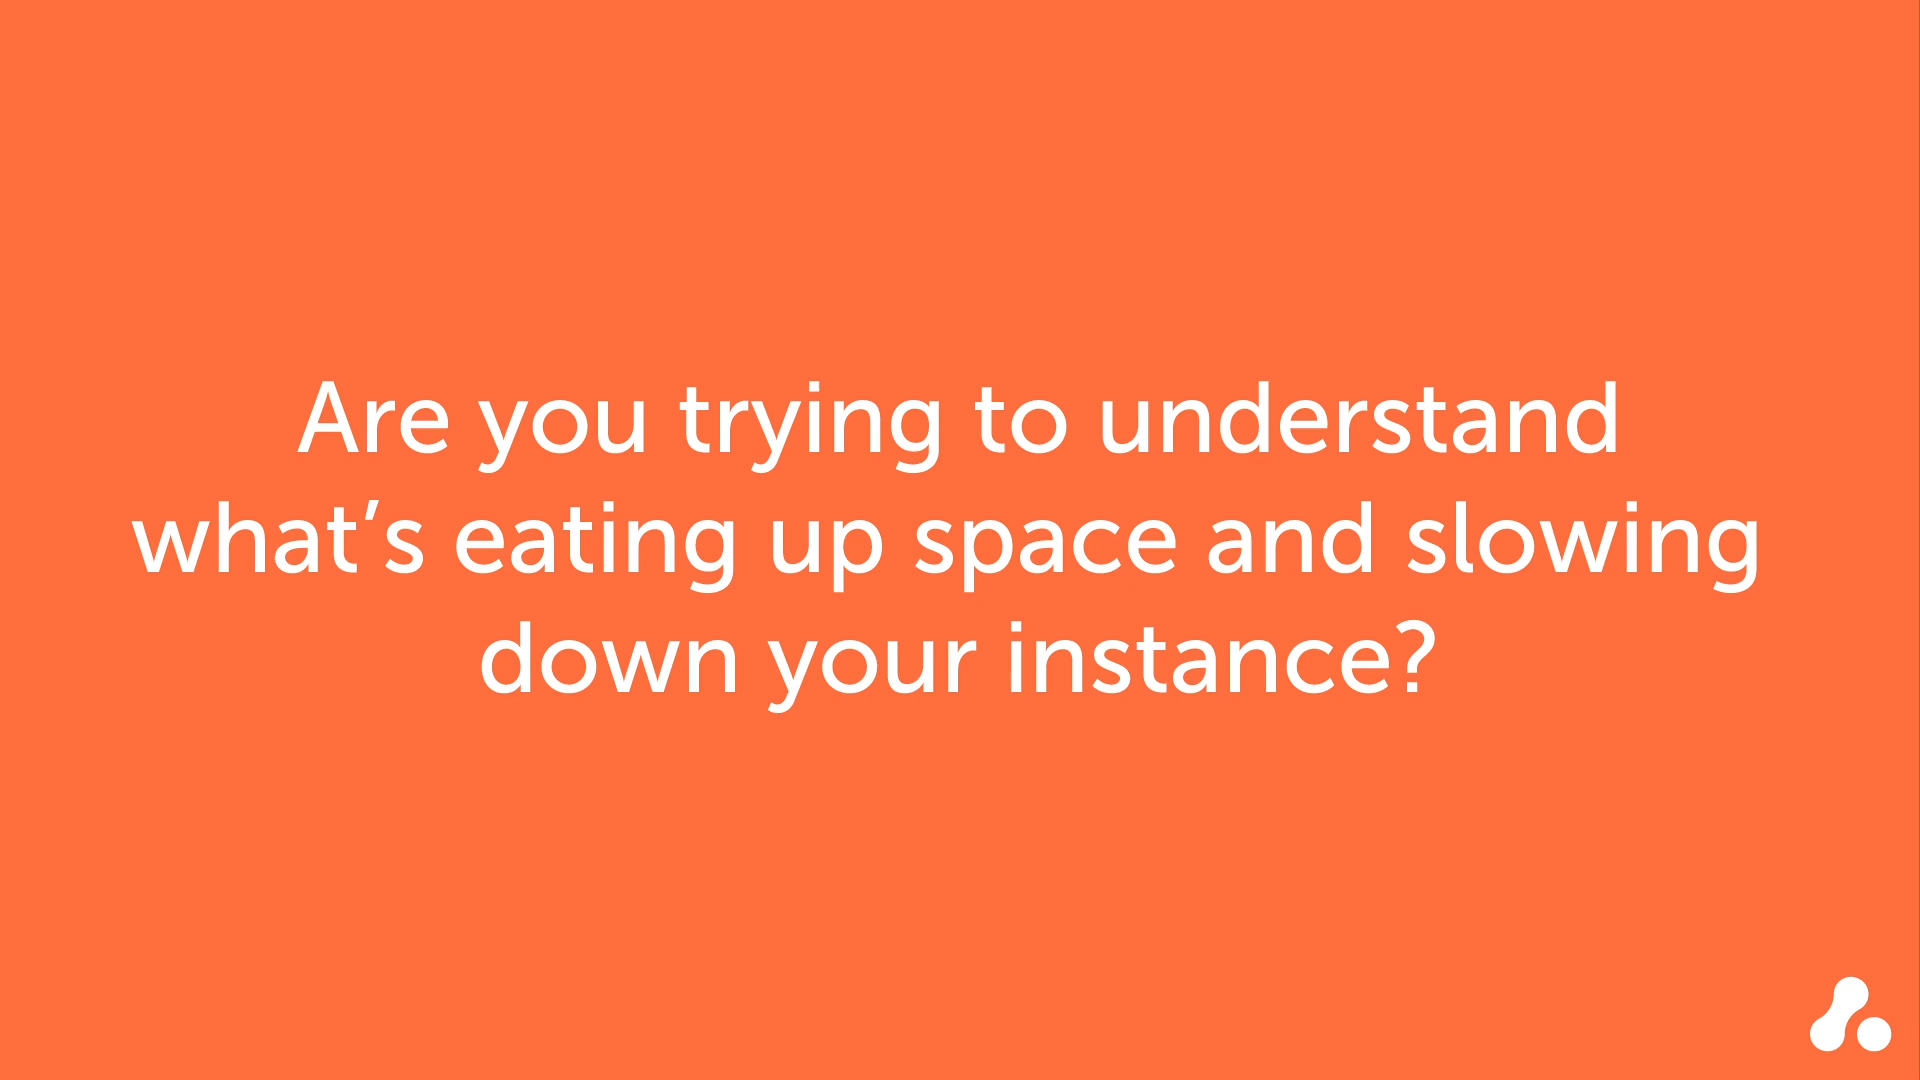 Are you trying to understand
what’s eating up space and slowing
down your instance?